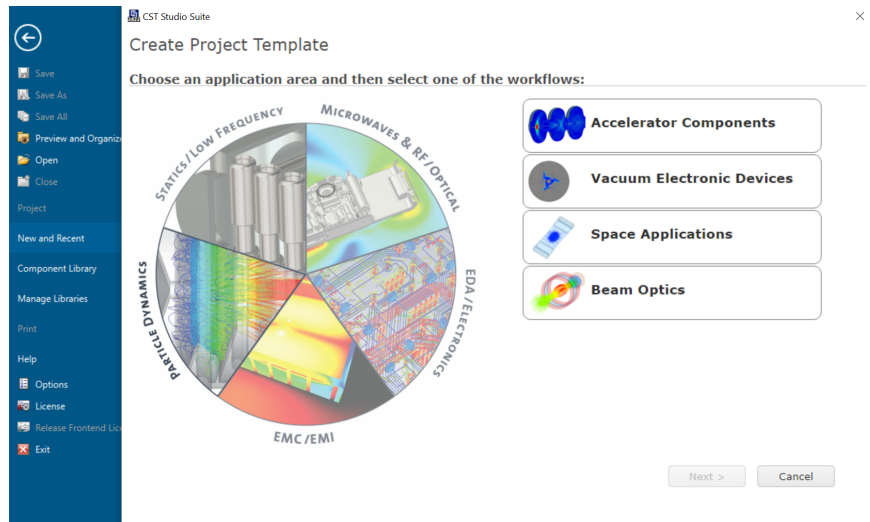 CST Studio Suite
Create Project Template
Choose an application area and then select one of the workflows:
Save
Save As
Save All
Preview and Organize
Open
Close
Project
New and Recent
Component Library
Manage Libraries
Print
Help
Options
License
Release Frontend Lic
Exit
STATICS/LOW FREQUENCY
MICROWAVES & RF/OPTICAL
EDA/ELECTRONICS
EMC/EMI
PARTICLE DYNAMICS
Accelerator Components
Vacuum Electronic Devices
Space Applications
Beam Optics
Next >
Cancel